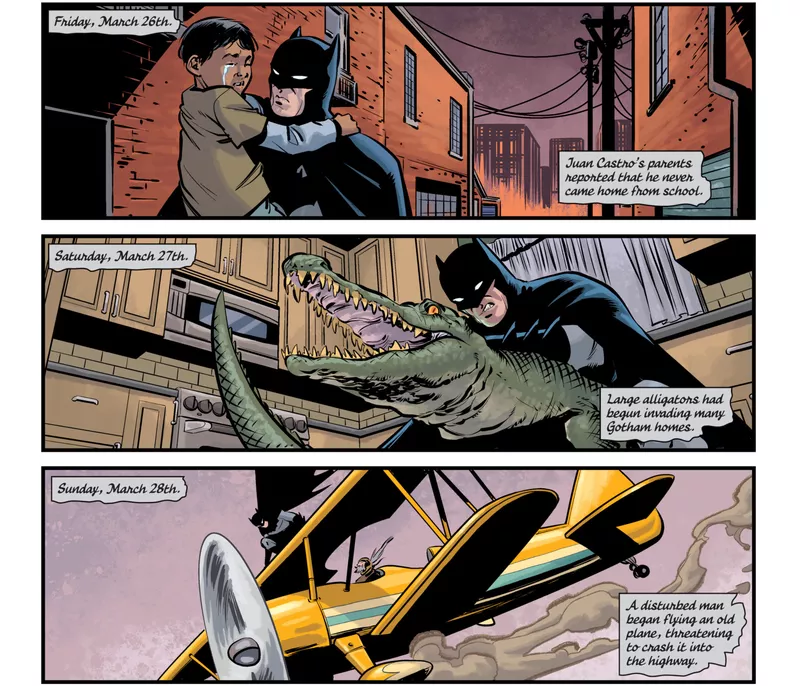 Friday, March 26th.
Juan Castro's parents
reported that he never
came home from school.
Saturday, March 27th.
Large alligators had
begun invading many
Gotham homes.
Sunday, March 28th.
A disturbed man
began flying an old
plane, threatening
to crash it into
the highway.